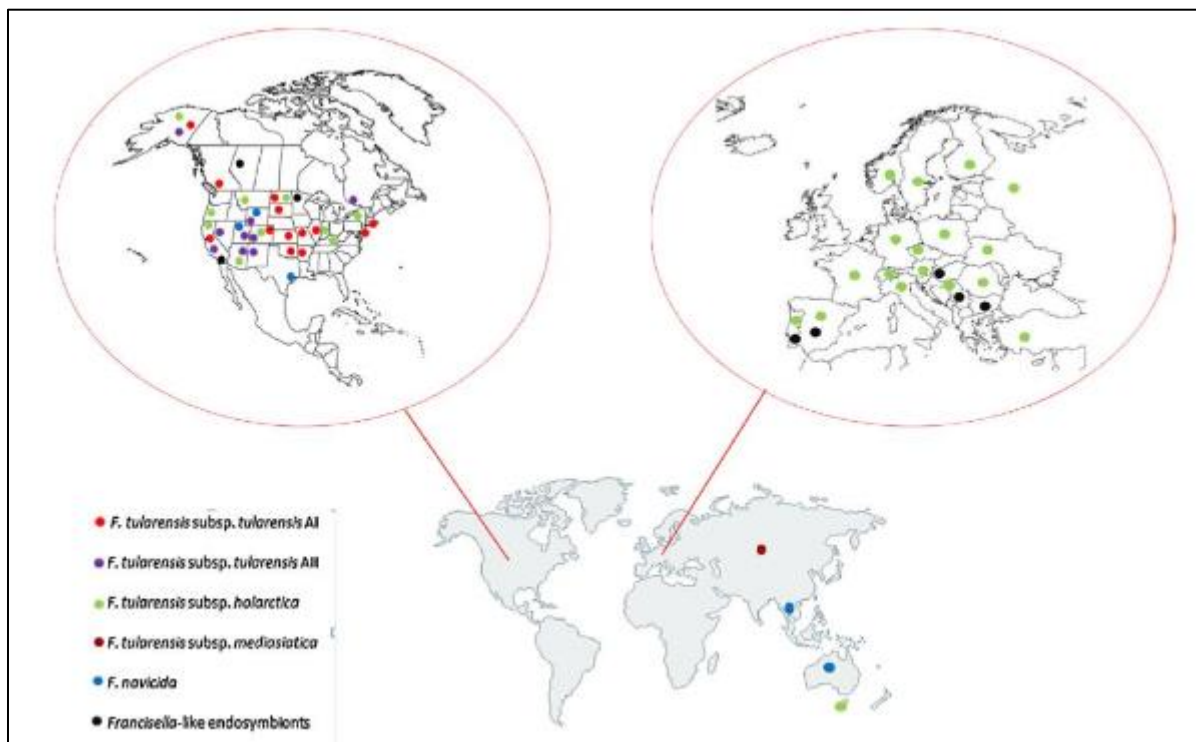 F. tularensis subsp. tularensis AI
F. tularensis subsp. tularensis AII
F. tularensis subsp. holarctica
F. tularensis subsp. mediasiatica
F. novicida
Francisella-like endosymbionts